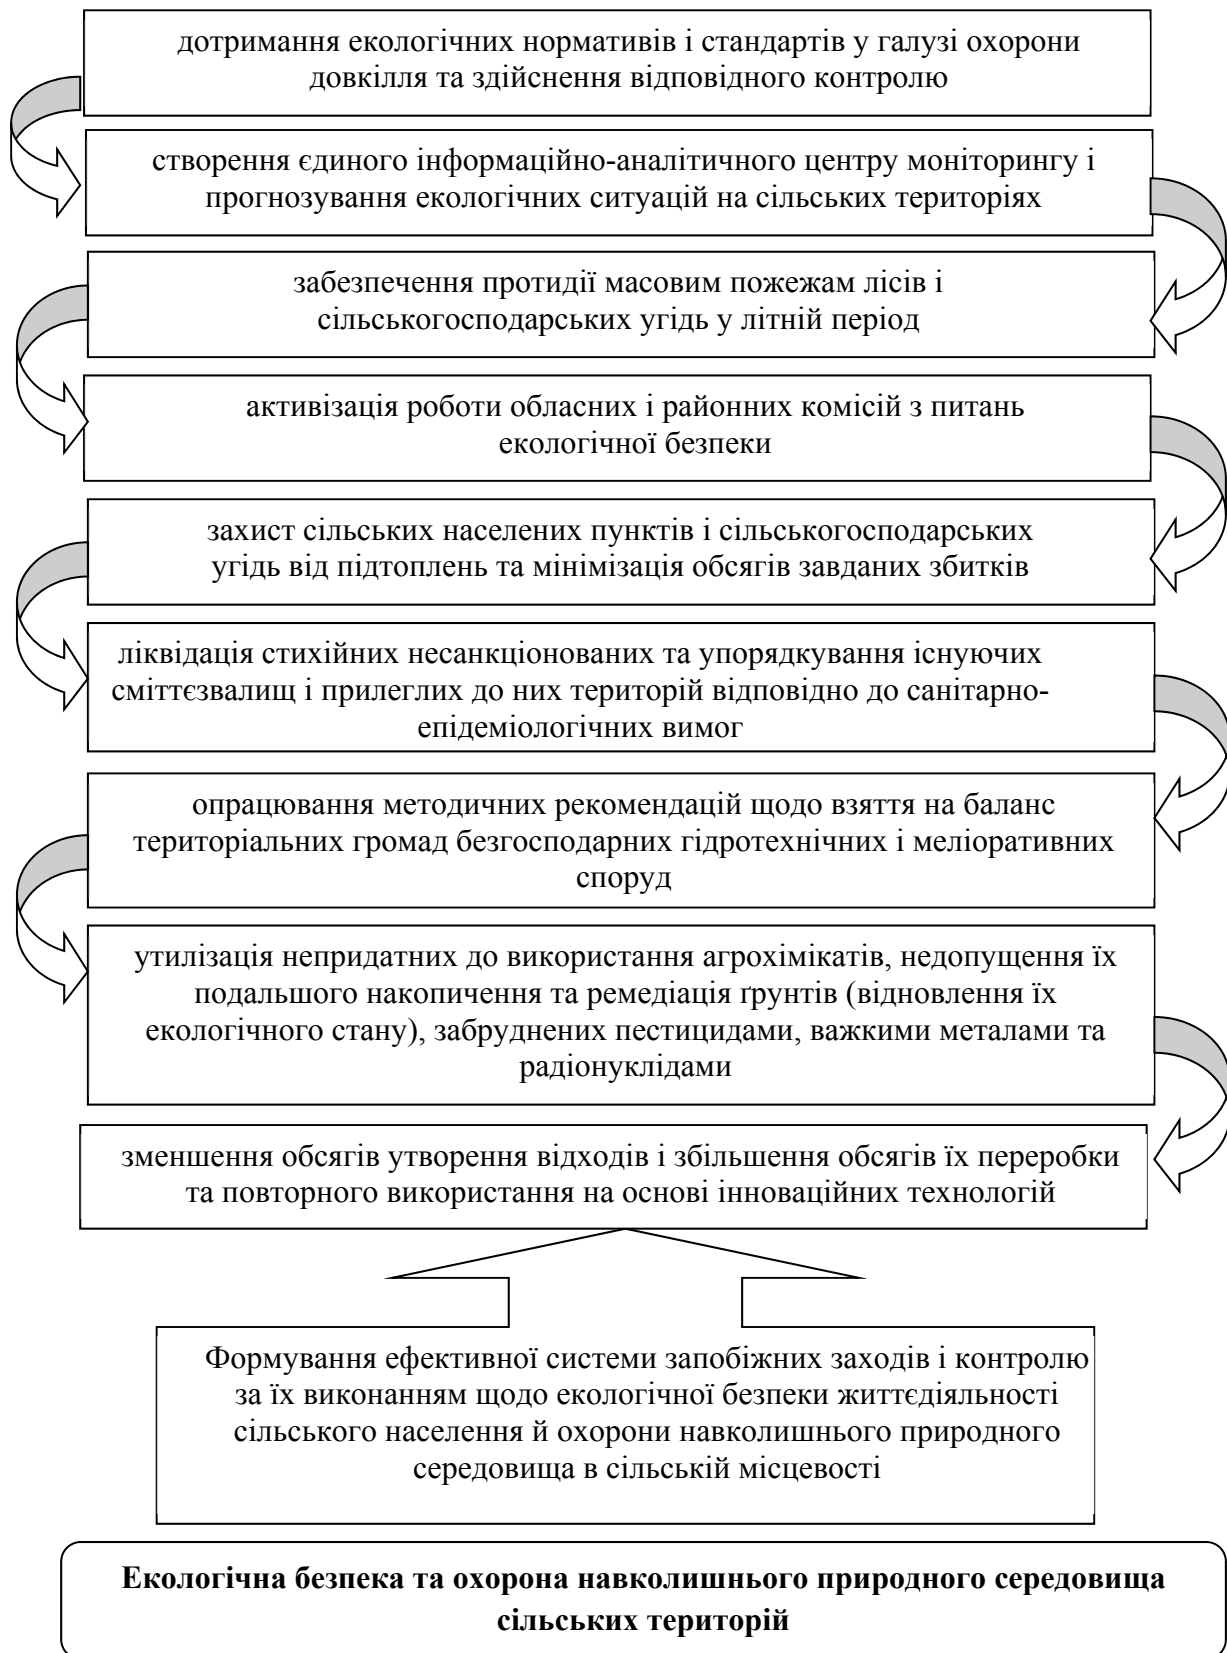 дотримання екологічних нормативів і стандартів у галузі охорони
довкілля та здійснення відповідного контролю
створення єдиного інформаційно-аналітичного центру моніторингу і
прогнозування екологічних ситуацій на сільських територіях
забезпечення протидії масовим пожежам лісів і
сільськогосподарських угідь у літній період
активізація роботи обласних і районних комісій з питань
екологічної безпеки
захист сільських населених пунктів і сільськогосподарських
угідь від підтоплень та мінімізація обсягів завданих збитків
ліквідація стихійних несанкціонованих та упорядкування існуючих
сміттєзвалищ і прилеглих до них територій відповідно до санітарно-
епідеміологічних вимог
опрацювання методичних рекомендацій щодо взяття на баланс
територіальних громад безгосподарних гідротехнічних і меліоративних
споруд
утилізація непридатних до використання агрохімікатів, недопущення їх
подальшого накопичення та ремедіація ґрунтів (відновлення їх
екологічного стану), забруднених пестицидами, важкими металами та
радіонуклідами
зменшення обсягів утворення відходів і збільшення обсягів їх переробки
та повторного використання на основі інноваційних технологій
Формування ефективної системи запобіжних заходів і контролю
за їх виконанням щодо екологічної безпеки життєдіяльності
сільського населення й охорони навколишнього природного
середовища в сільській місцевості
Екологічна безпека та охорона навколишнього природного середовища
сільських територій